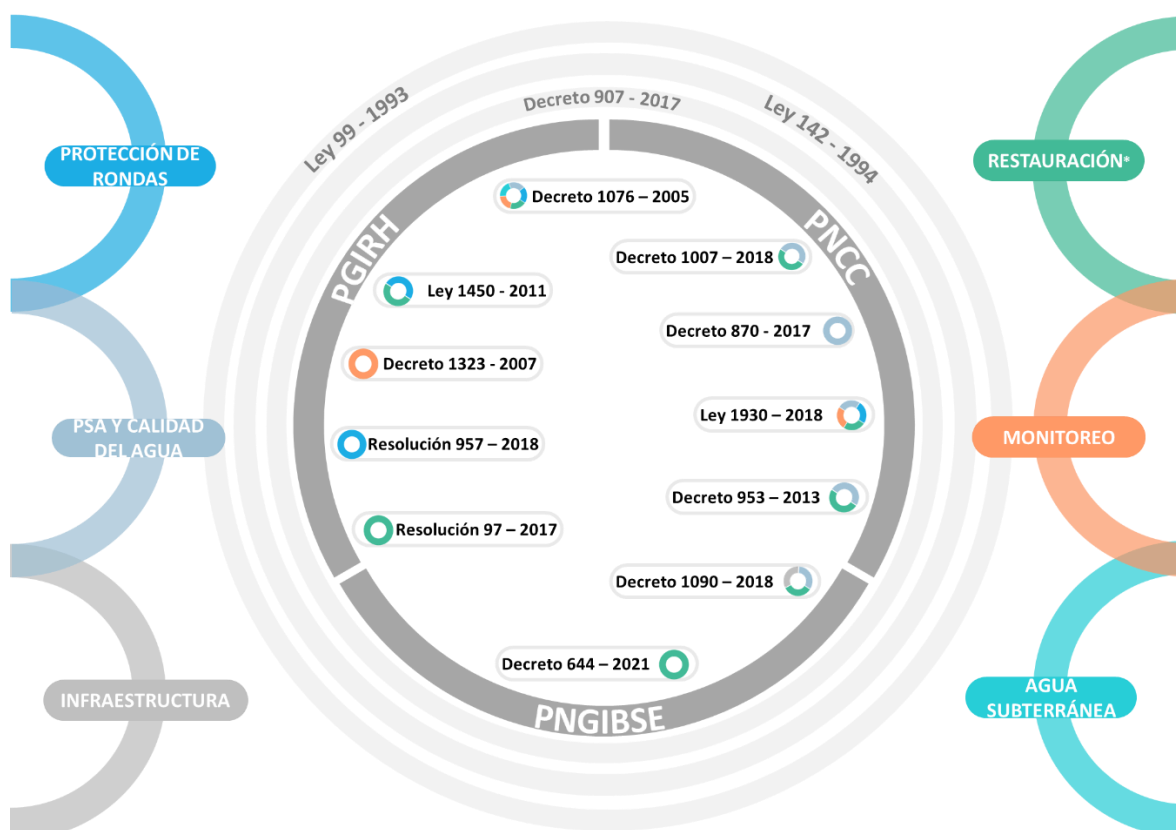 Ley 99 - 1993
Decreto 907 - 2017
Ley 142 - 1994
PROTECCIÓN DE
RONDAS
PSA Y CALIDAD
DEL AGUA
INFRAESTRUCTURA
PGIRH
PNCC
PNGIBSE
Decreto 1076 – 2005
Ley 1450 - 2011
Decreto 1323 - 2007
Resolución 957 – 2018
Resolución 97 – 2017
Decreto 1007 – 2018
Decreto 870 - 2017
Ley 1930 – 2018
Decreto 953 – 2013
Decreto 1090 – 2018
Decreto 644 – 2021
RESTAURACIÓN*
MONITOREO
AGUA
SUBTERRÁNEA